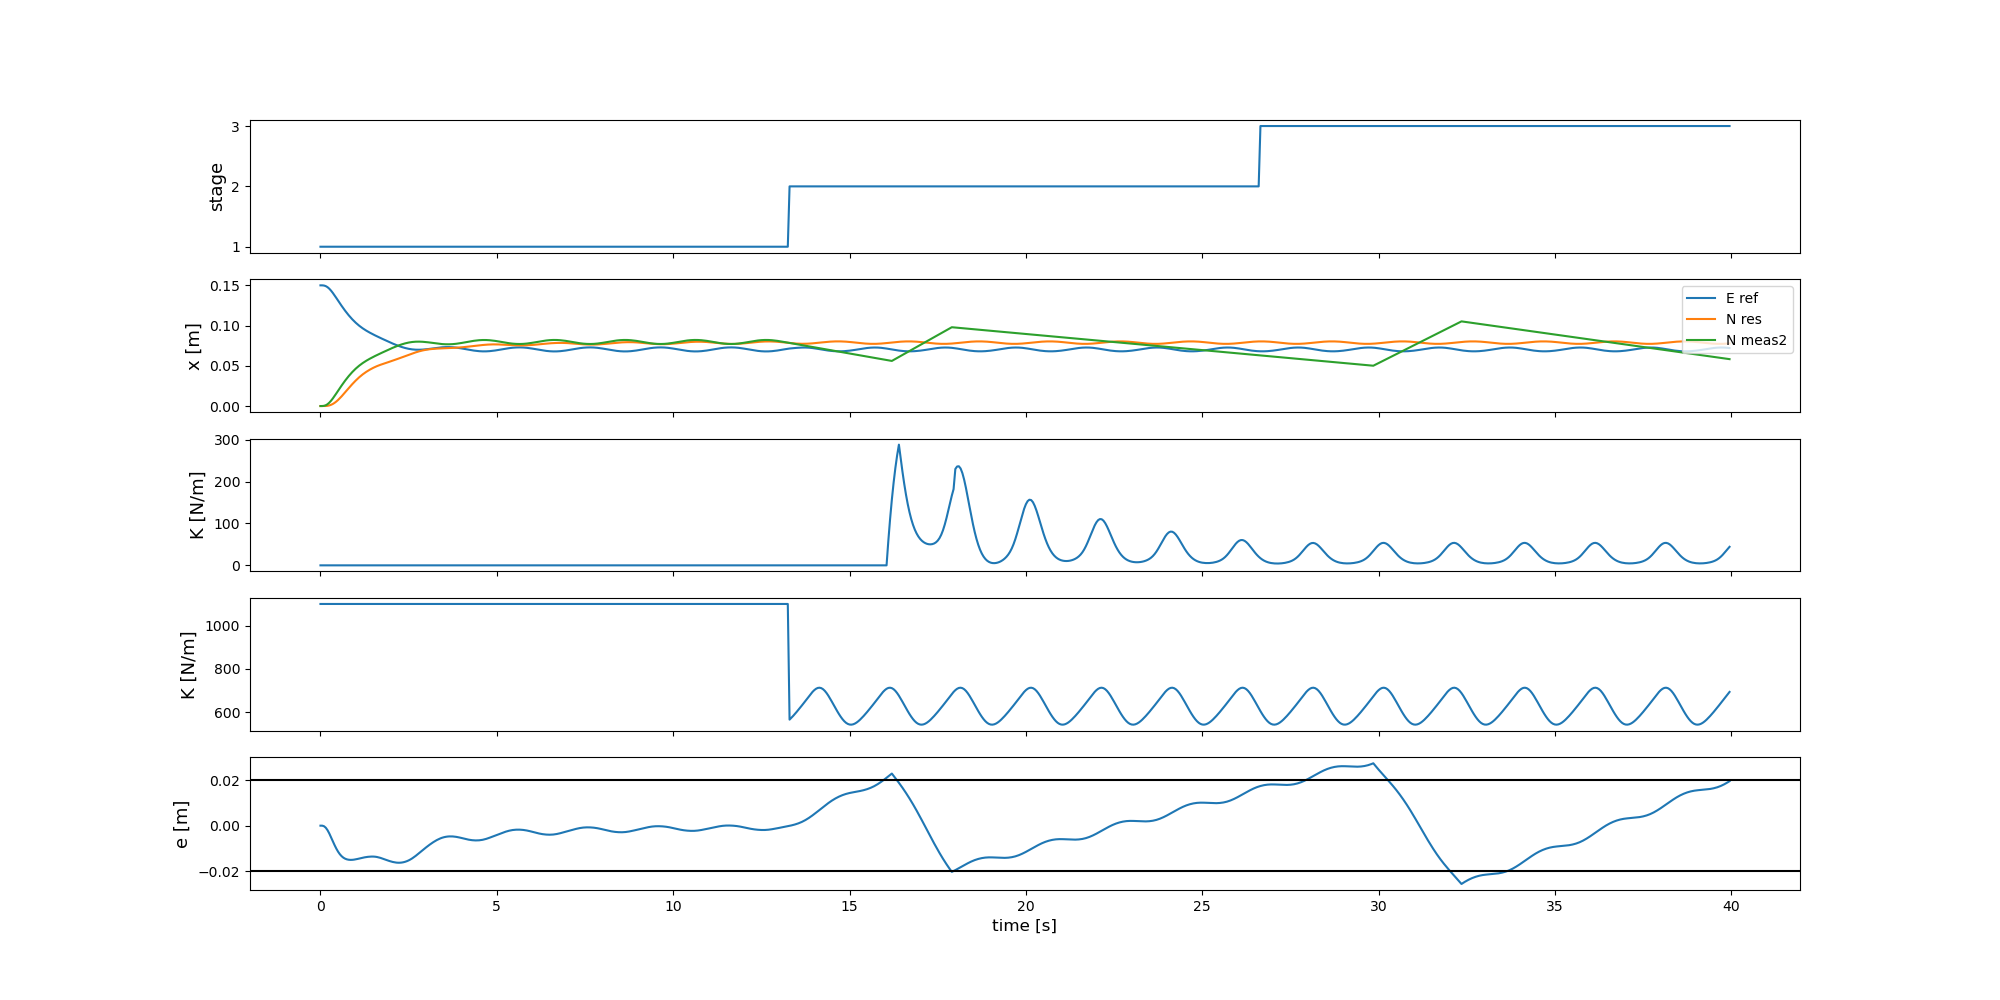 stage
3
2
1
x [m]
0.15
0.10
0.05
0.00
E ref
N res
N meas2
K [N/m]
300
200
100
0
K [N/m]
1000
800
600
e [m]
0.02
0.00
−0.02
0 5 10 15 20 25 30 35 40
time [s]